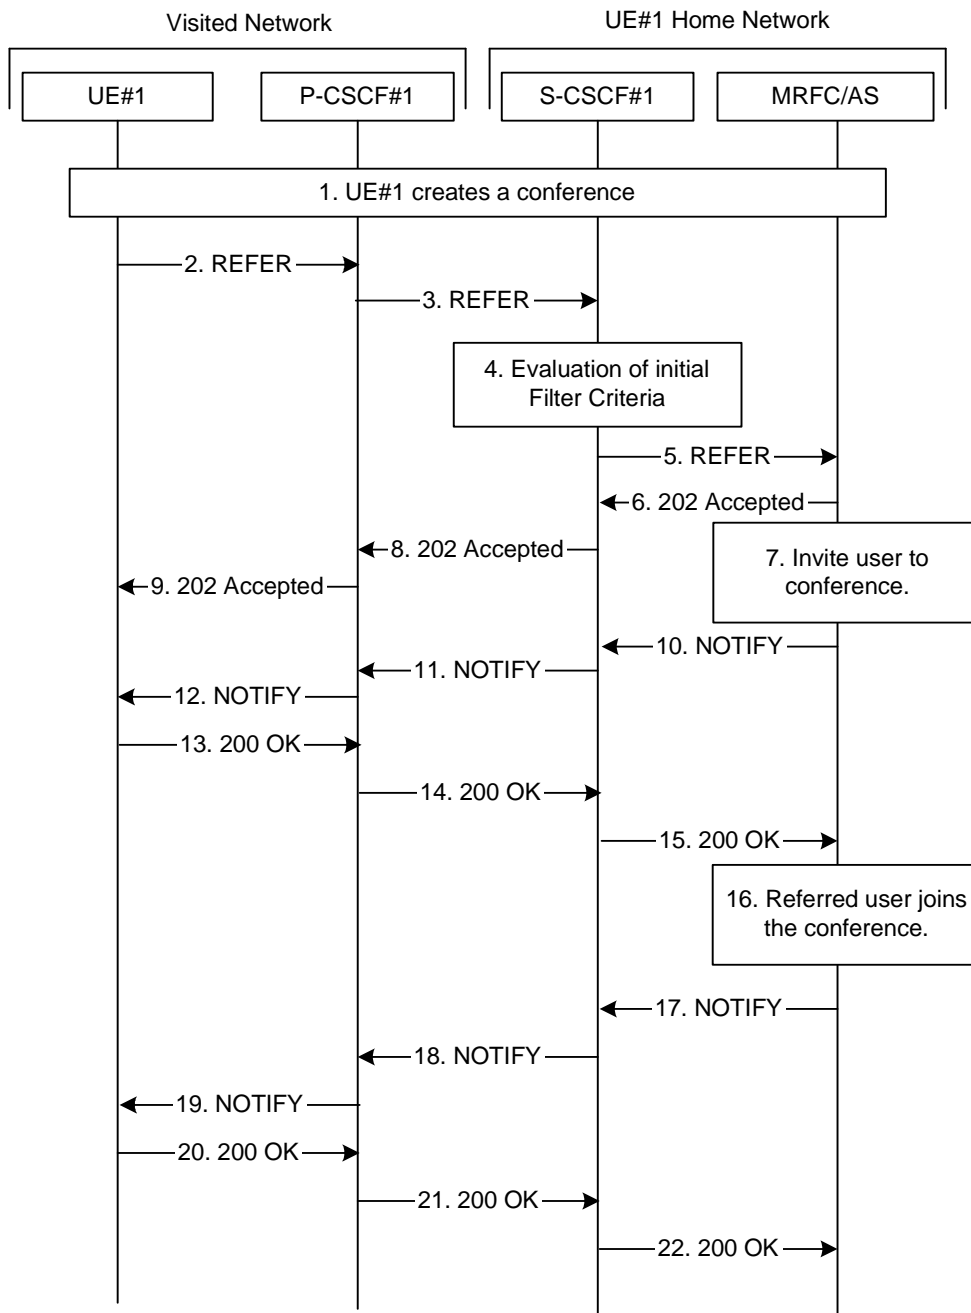 Visited Network
UE#1 Home Network
UE#1
P-CSCF#1
S-CSCF#1
MRFC/AS
1. UE#1 creates a conference
2. REFER
3. REFER
4. Evaluation of initial
Filter Criteria
5. REFER
6. 202 Accepted
7. Invite user to
conference.
8. 202 Accepted
9. 202 Accepted
10. NOTIFY
11. NOTIFY
12. NOTIFY
13. 200 OK
14. 200 OK
15. 200 OK
16. Referred user joins
the conference.
17. NOTIFY
18. NOTIFY
19. NOTIFY
20. 200 OK
21. 200 OK
22. 200 OK